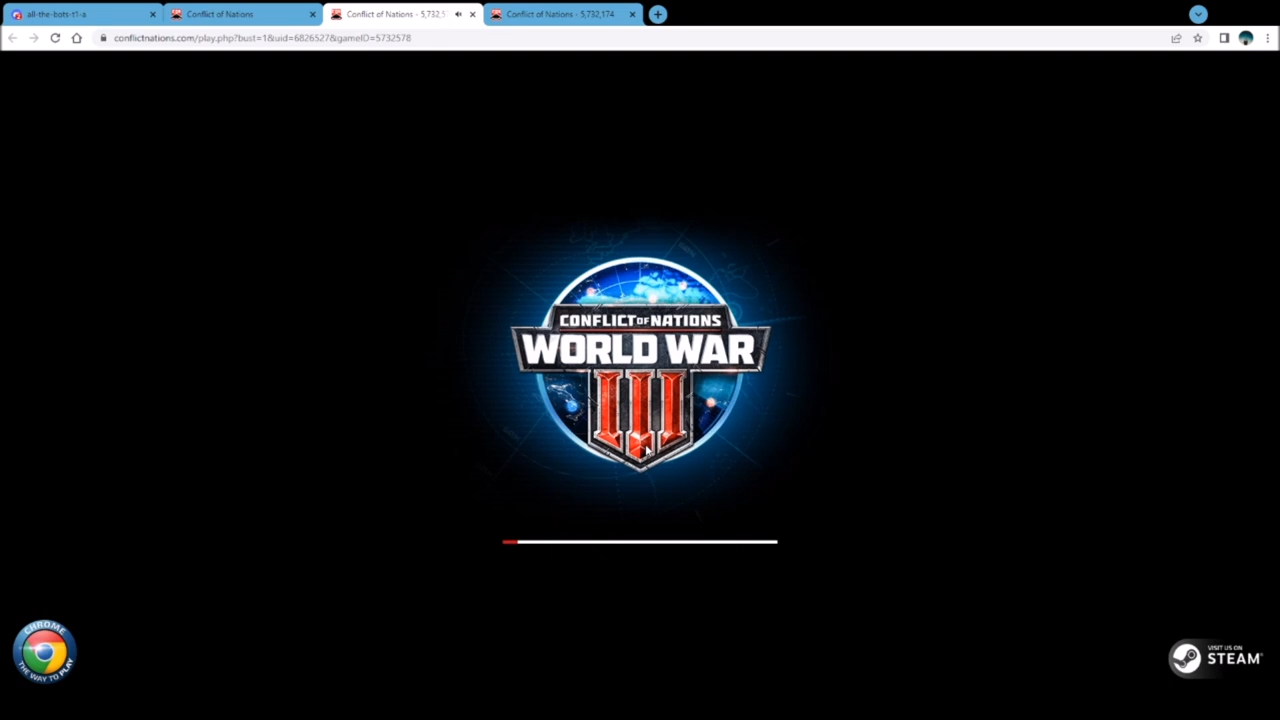 all-the-bots-t1-a
Conflict of Nations
Conflict of Nations - 5,732,5
Conflict of Nations - 5,732,174
conflictnations.com/play.php?bust=1&uid=6826527&gameID=5732578
CONFLICT OF NATIONS
WORLD WAR
III
CHROME
THE WAY TO PLAY
VISIT US ON
STEAM